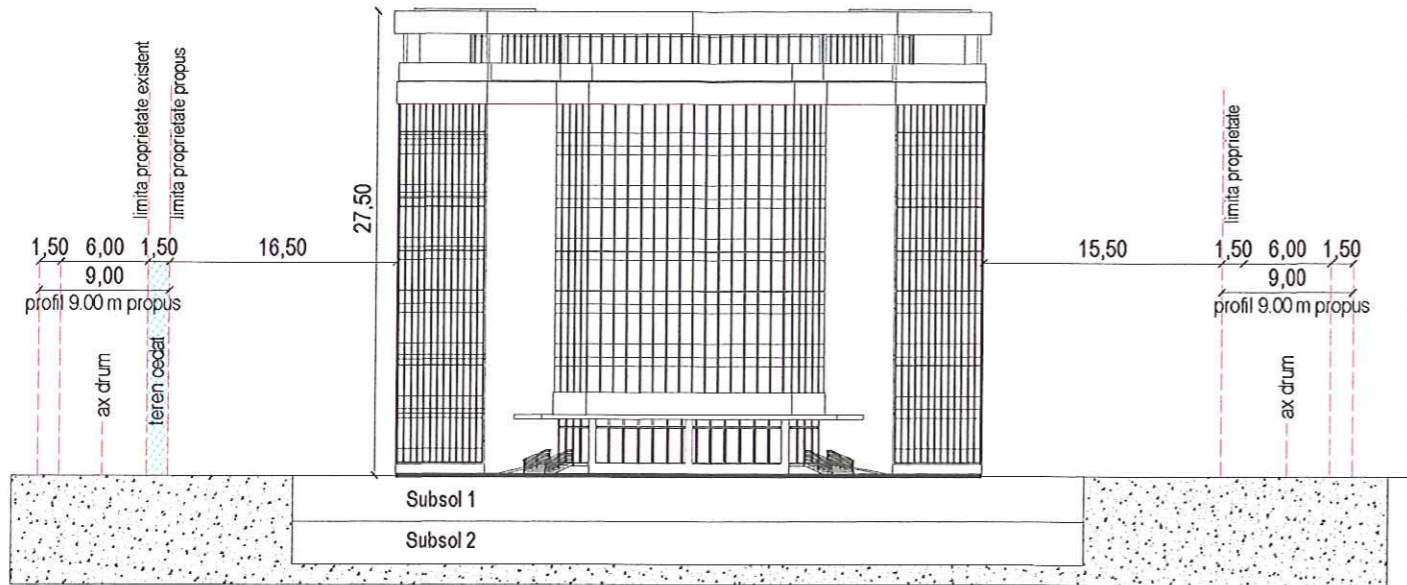 limita proprietate existent
limita proprietate propus
27,50
limita proprietate
1,50 6,00 1,50 16,50
15,50 1,50 6,00 1,50
9,00
9,00
profil 9.00 m propus
profil 9.00 m propus
ax drum
teren cedat
ax drum
Subsol 1
Subsol 2